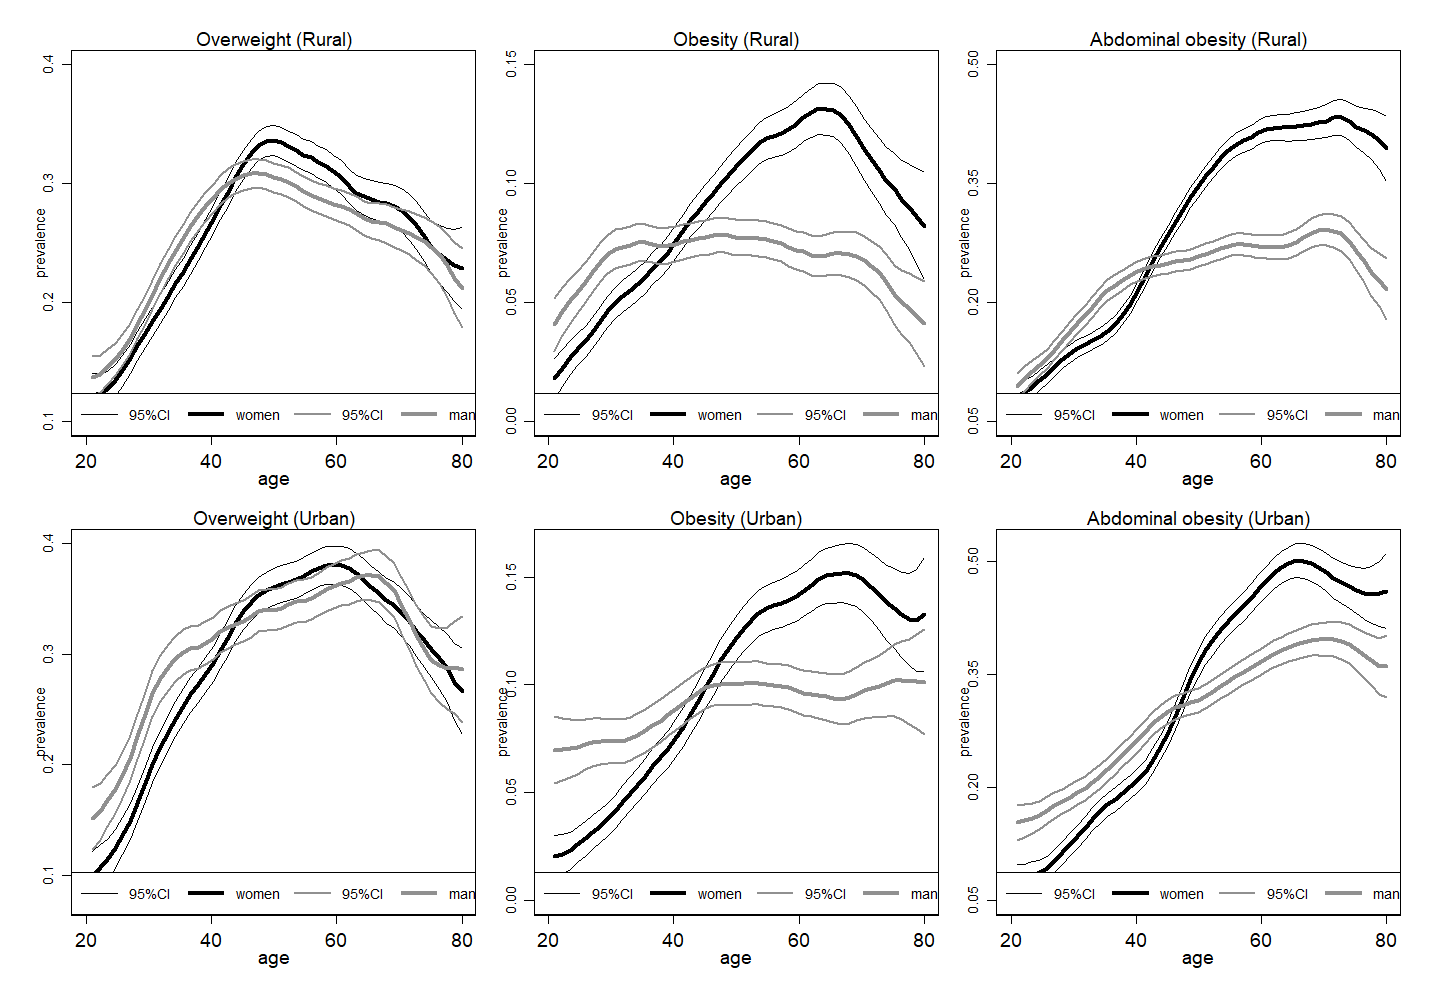 Overweight (Rural)
prevalence
0.1 0.2 0.3 0.4
95%CI women 95%CI man
20 40 60 80
age
Obesity (Rural)
prevalence
0.00 0.05 0.10 0.15
95%CI women 95%CI man
20 40 60 80
age
Abdominal obesity (Rural)
prevalence
0.05 0.20 0.35 0.50
95%CI women 95%CI man
20 40 60 80
age
Overweight (Urban)
prevalence
0.1 0.2 0.3 0.4
95%CI women 95%CI man
20 40 60 80
age
Obesity (Urban)
prevalence
0.00 0.05 0.10 0.15
95%CI women 95%CI man
20 40 60 80
age
Abdominal obesity (Urban)
prevalence
0.05 0.20 0.35 0.50
95%CI women 95%CI man
20 40 60 80
age